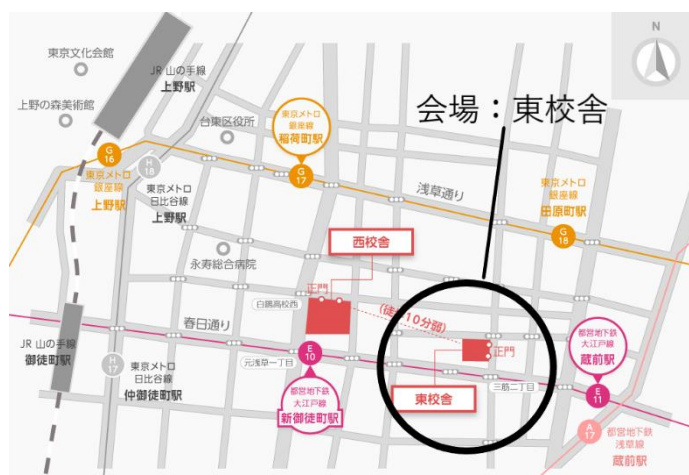 N
東京文化会館
JR 山の手線
上野駅
上野の森美術館
台東区役所
東京メトロ
銀座線
稲荷町駅
会場：東校舎
G
16
H
18
G
17
浅草通り
東京メトロ
銀座線
上野駅
東京メトロ
日比谷線
上野駅
東京メトロ
銀座線
田原町駅
G
18
西校舎
永寿総合病院
正門
白鷗高校西
(徒歩10分弱)
春日通り
都営地下鉄
大江戸線
蔵前駅
JR 山の手線
御徒町駅
元浅草一丁目
E
10
正門
H
17
東京メトロ
日比谷線
仲御徒町駅
都営地下鉄
大江戸線
新御徒町駅
東校舎
三筋二丁目
E
11
A
17
都営地下鉄
浅草線
蔵前駅